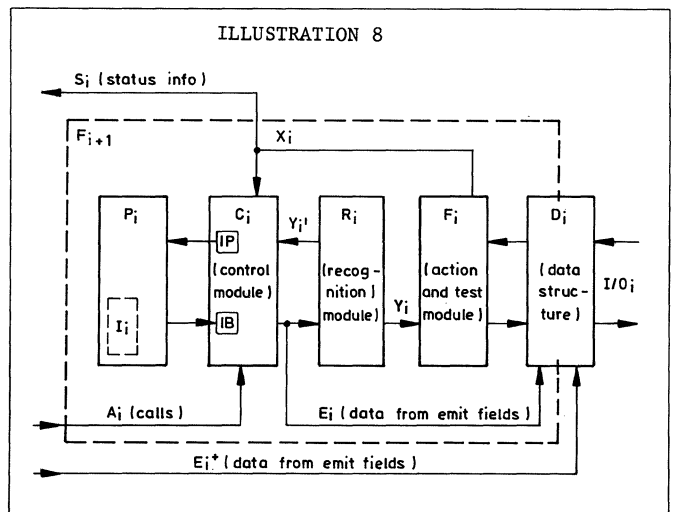 ILLUSTRATION 8
Si (status info)
Fi+1
Xi
Pi
Ci
Ri
Fi
Di
IP
Yi'
(control module)
(recog-nition) module)
(action and test module)
(data struc-ture)
I/Oi
Ii
IB
Yi
Ai (calls)
Ei (data from emit fields)
Ei+ (data from emit fields)